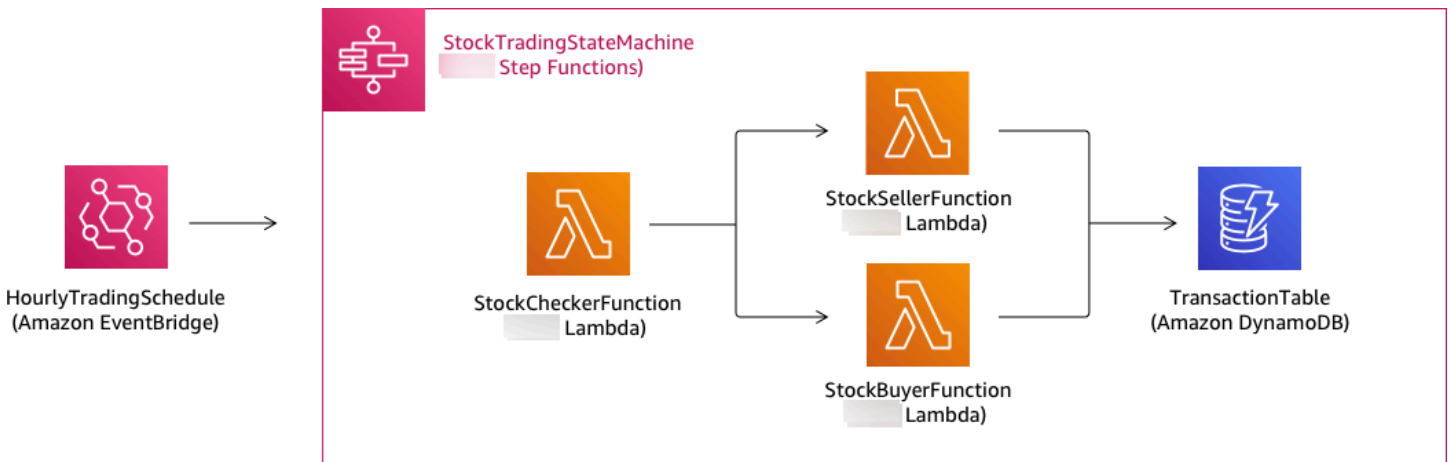 StockTradingStateMachine
Step Functions)
StockSellerFunction
Lambda)
HourlyTradingSchedule
(Amazon EventBridge)
StockCheckerFunction
Lambda)
TransactionTable
(Amazon DynamoDB)
StockBuyerFunction
Lambda)